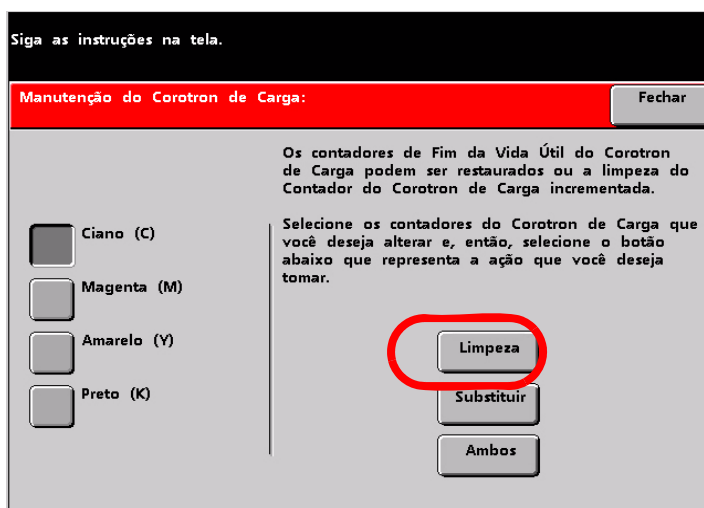 Siga as instruções na tela.
Manutenção do Corotron de Carga:
Fechar
Os contadores de Fim da Vida Útil do Corotron
de Carga podem ser restaurados ou a limpeza do
Contador do Corotron de Carga incrementada.
Selecione os contadores do Corotron de Carga que
você deseja alterar e, então, selecione o botão
abaixo que representa a ação que você deseja
tomar.
Ciano (C)
Magenta (M)
Amarelo (Y)
Preto (K)
Limpeza
Substituir
Ambos